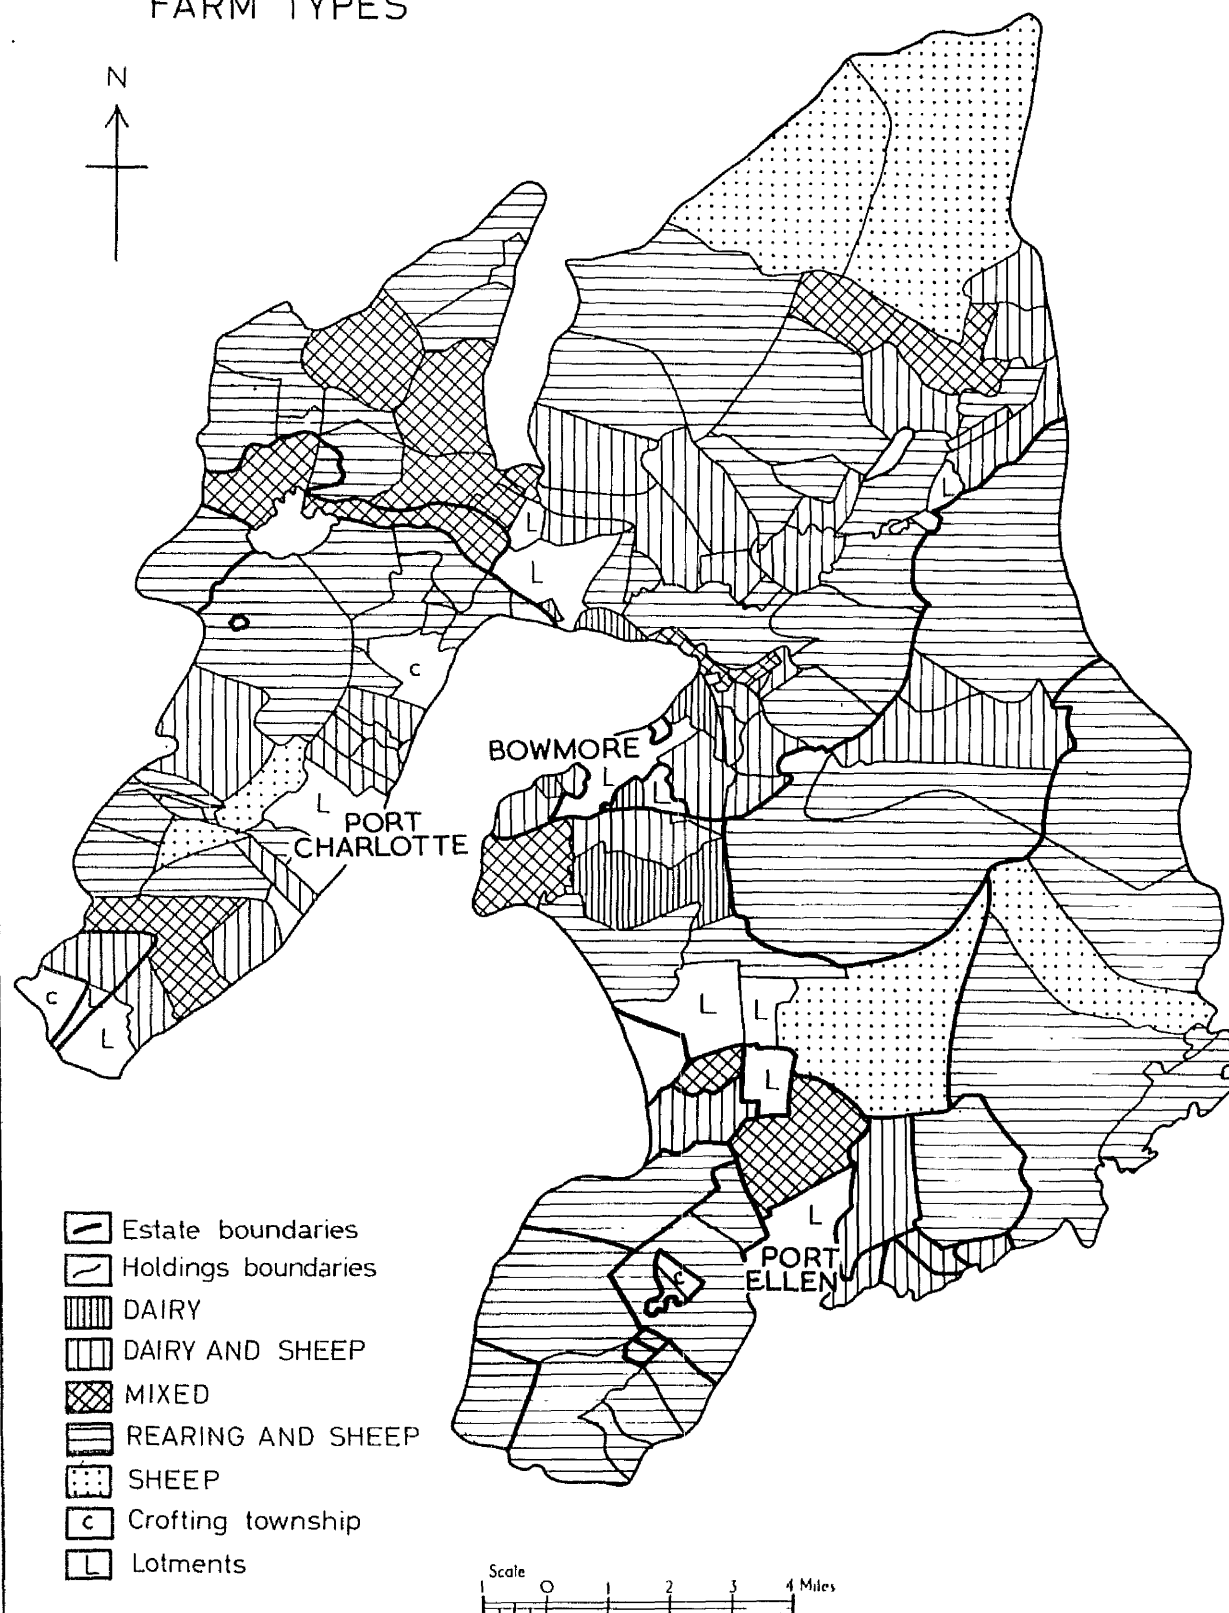 FARM TYPES
N
L
L
L
C
BOWMORE
L
L
L
PORT
CHARLOTTE
C
L
L
L
L
L
L
PORT
ELLEN
C
Estate boundaries
Holdings boundaries
DAIRY
DAIRY AND SHEEP
MIXED
REARING AND SHEEP
SHEEP
C Crofting township
L Lotments
Scale
1 0 1 2 3 4 Miles